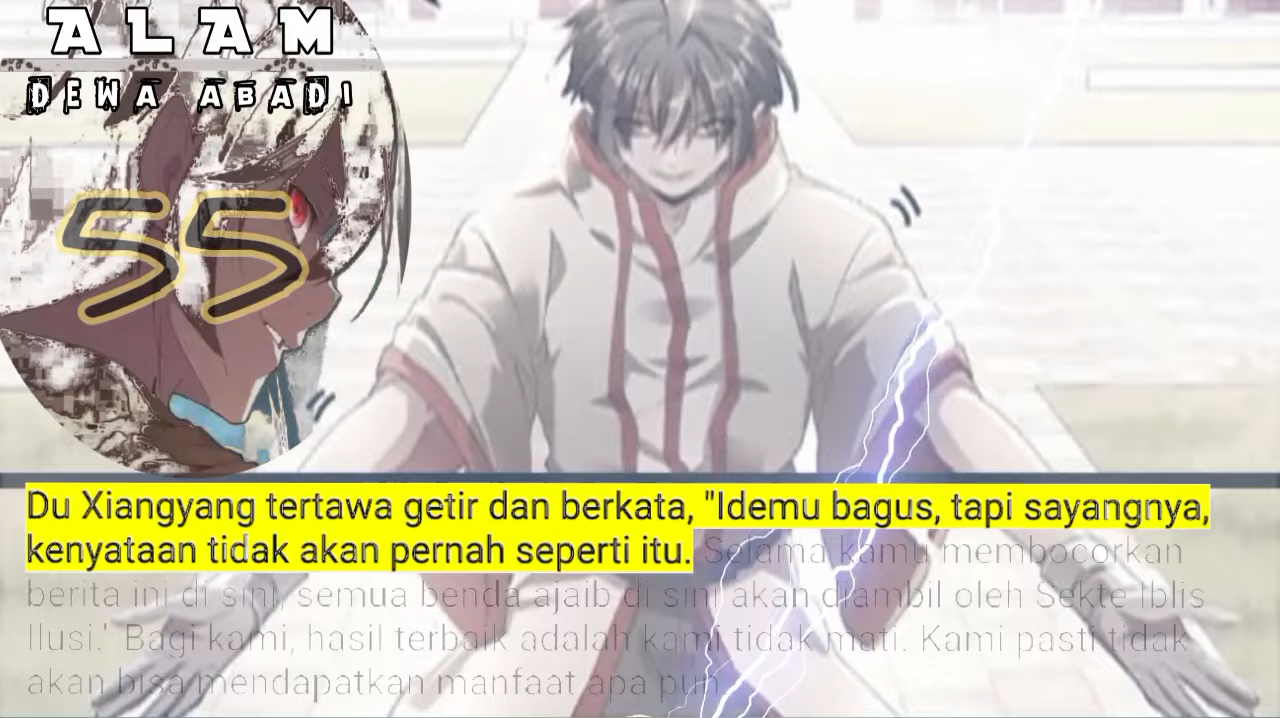 ALAM
DEWA ABADI
55
Du Xiangyang tertawa getir dan berkata, "Idemu bagus, tapi sayangnya,
kenyataan tidak akan pernah seperti itu. Selama kamu membocorkan
berita ini di sini, semua benda ajaib di sini akan diambil oleh Sekte Iblis
Ilusi.' Bagi kami, hasil terbaik adalah kami tidak mati. Kami pasti tidak
akan bisa mendapatkan manfaat apa pun.